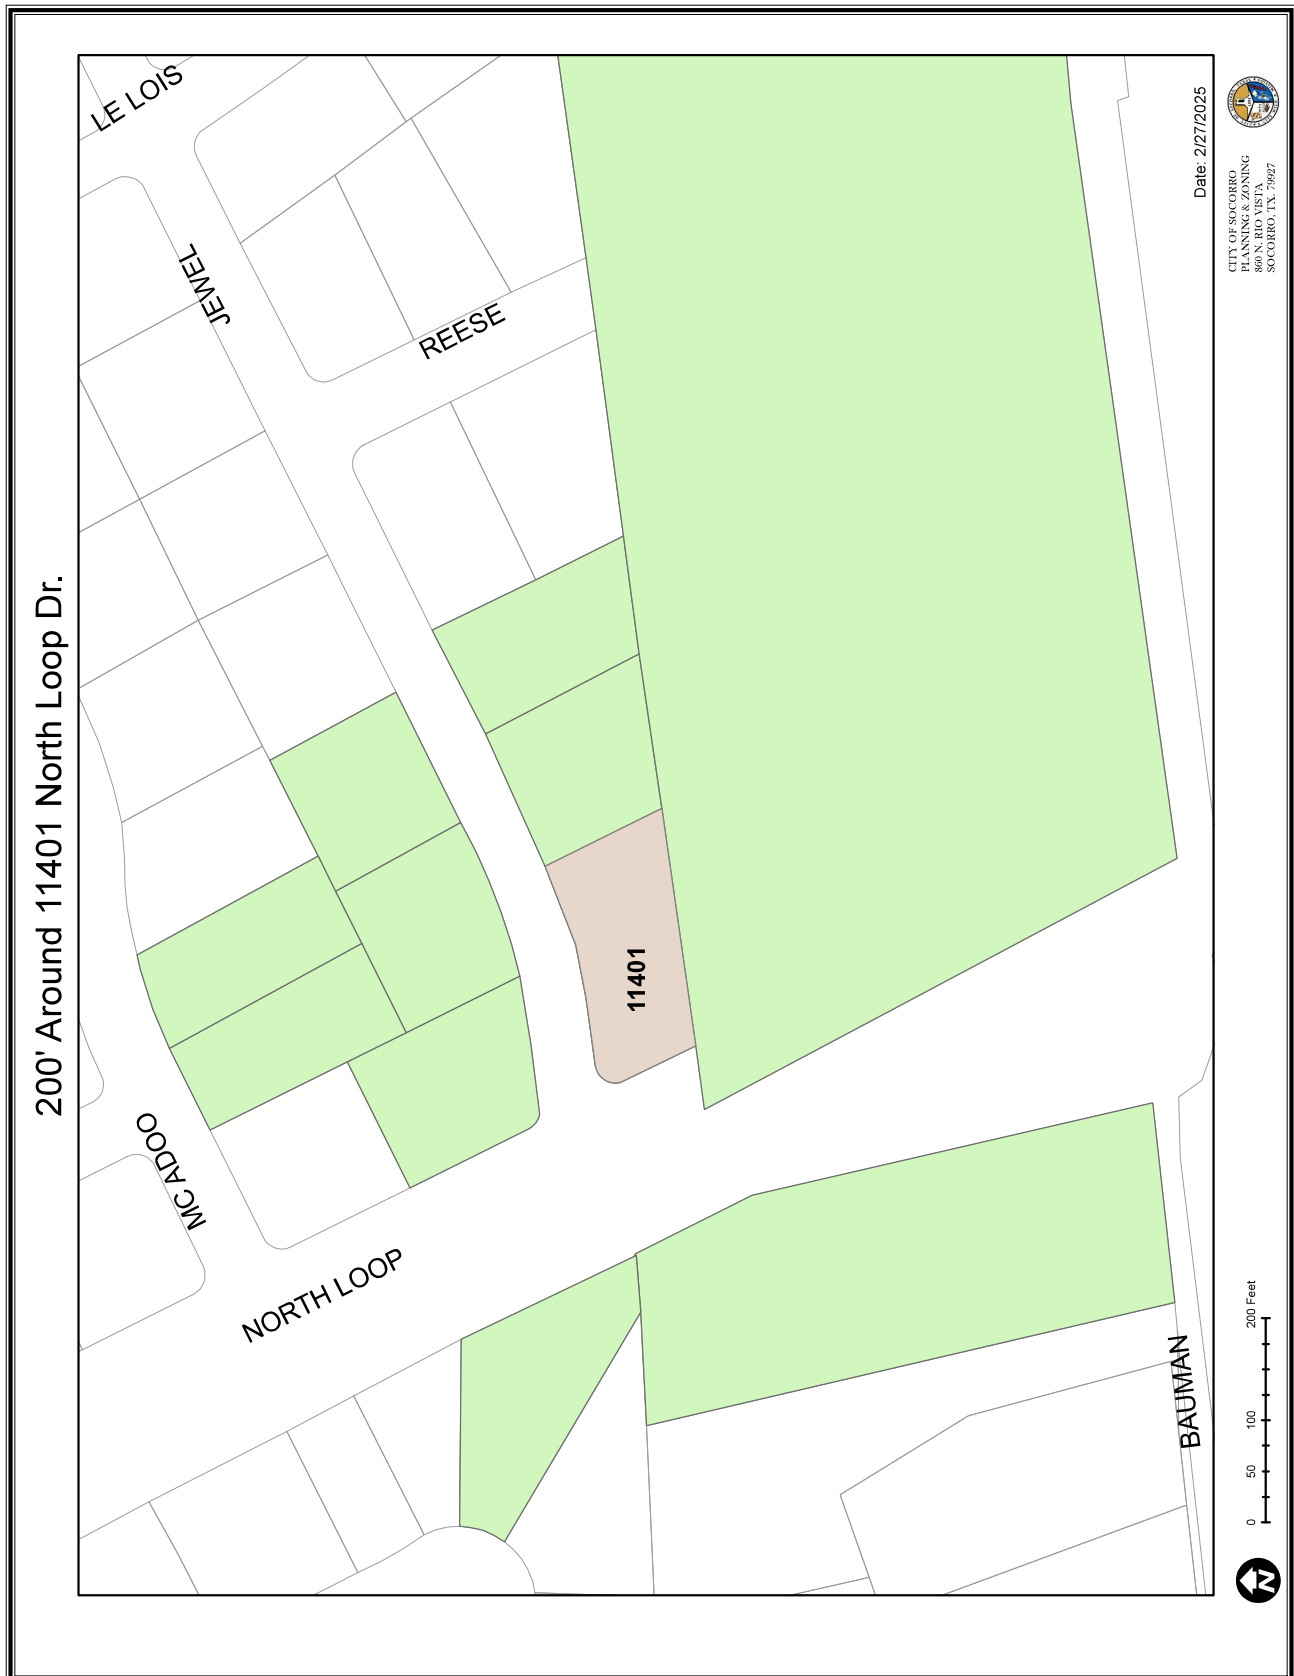 200' Around 11401 North Loop Dr.
LE LOIS
JEWEL
REESE
MC ADOO
NORTH LOOP
11401
BAUMAN
Date: 2/27/2025
CITY OF SOCORRO
PLANNING & ZONING
860 N. RIO VISTA
SOCORRO, TX. 79927
0 50 100 200 Feet
N